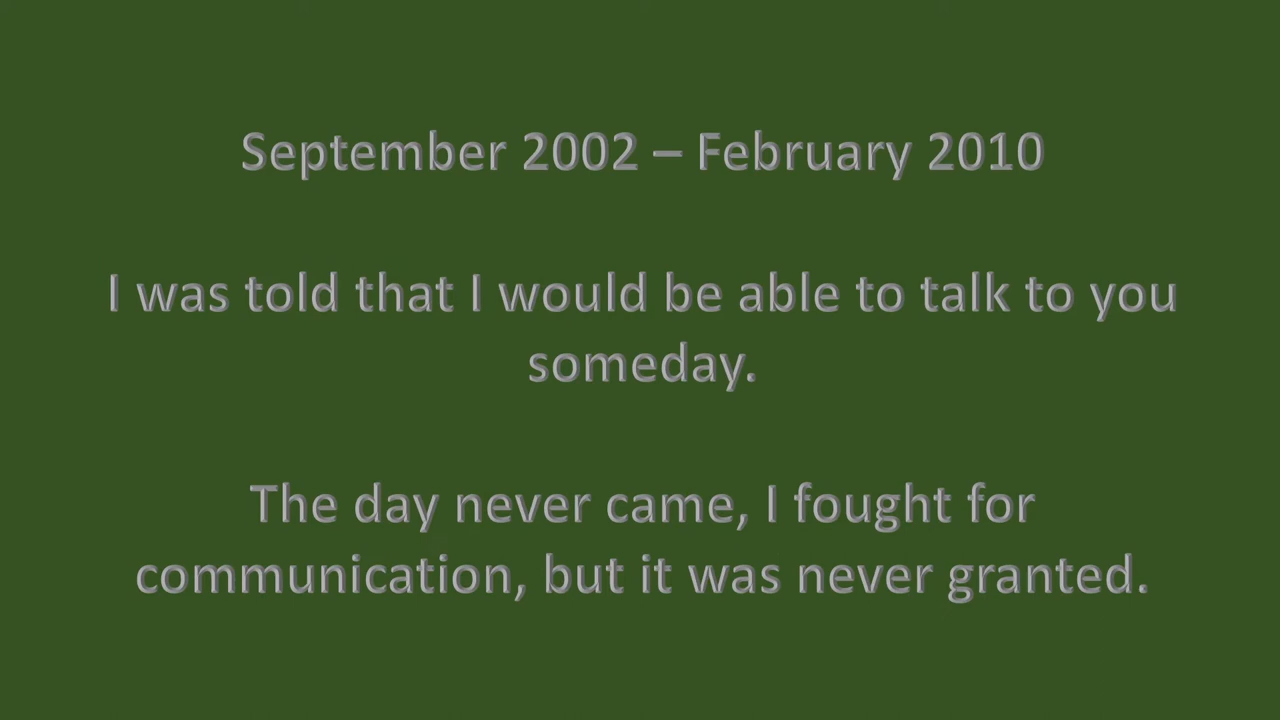 September 2002 – February 2010
I was told that I would be able to talk to you
someday.
The day never came, I fought for
communication, but it was never granted.